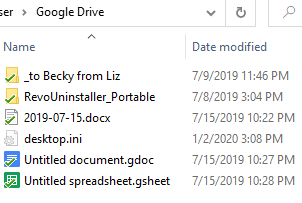 ser > Google Drive
Name Date modified
_to Becky from Liz 7/9/2019 11:46 PM
RevoUninstaller_Portable 7/8/2019 3:04 PM
2019-07-15.docx 7/15/2019 10:22 PM
desktop.ini 1/2/2020 3:08 PM
Untitled document.gdoc 7/15/2019 10:27 PM
Untitled spreadsheet.gsheet 7/15/2019 10:28 PM